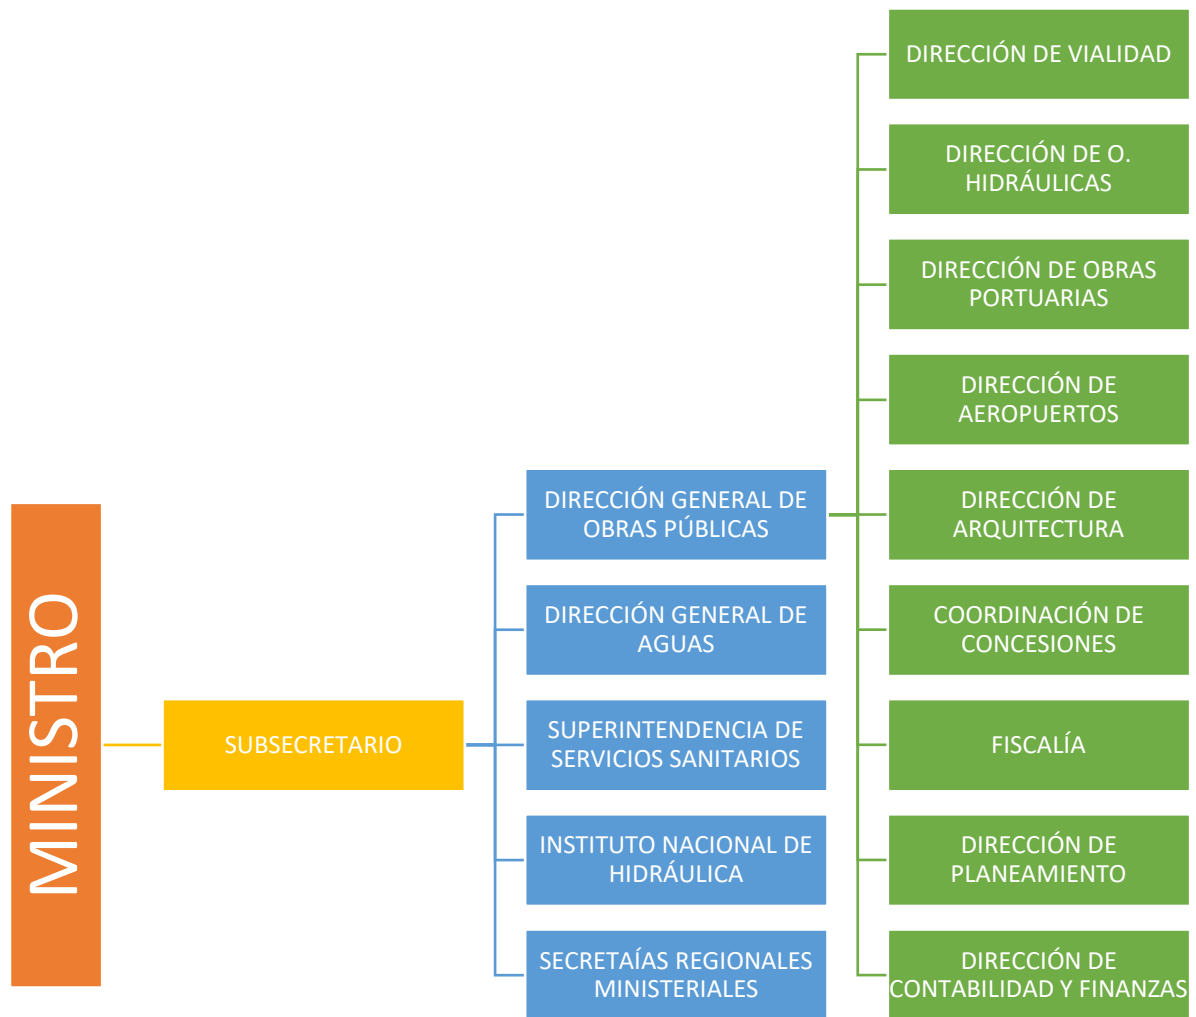 MINISTRO
SUBSECRETARIO
DIRECCIÓN GENERAL DE
OBRAS PÚBLICAS
DIRECCIÓN GENERAL DE
AGUAS
SUPERINTENDENCIA DE
SERVICIOS SANITARIOS
INSTITUTO NACIONAL DE
HIDRÁULICA
SECRETAÍAS REGIONALES
MINISTERIALES
DIRECCIÓN DE VIALIDAD
DIRECCIÓN DE O.
HIDRÁULICAS
DIRECCIÓN DE OBRAS
PORTUARIAS
DIRECCIÓN DE
AEROPUERTOS
DIRECCIÓN DE
ARQUITECTURA
COORDINACIÓN DE
CONCESIONES
FISCALÍA
DIRECCIÓN DE
PLANEAMIENTO
DIRECCIÓN DE
CONTABILIDAD Y FINANZAS